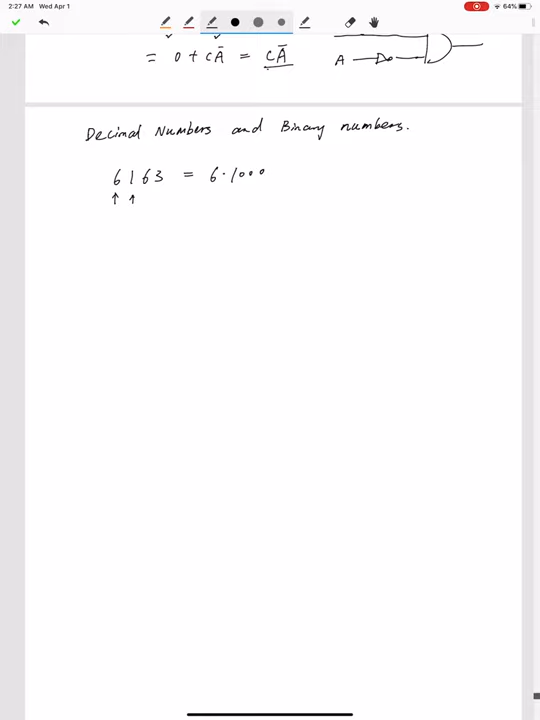 2:27 AM Wed Apr 1 64%
= 0 + CĀ = CĀ
A
Decimal Numbers and Binary numbers.
6163 = 6·1000
↑ ↑